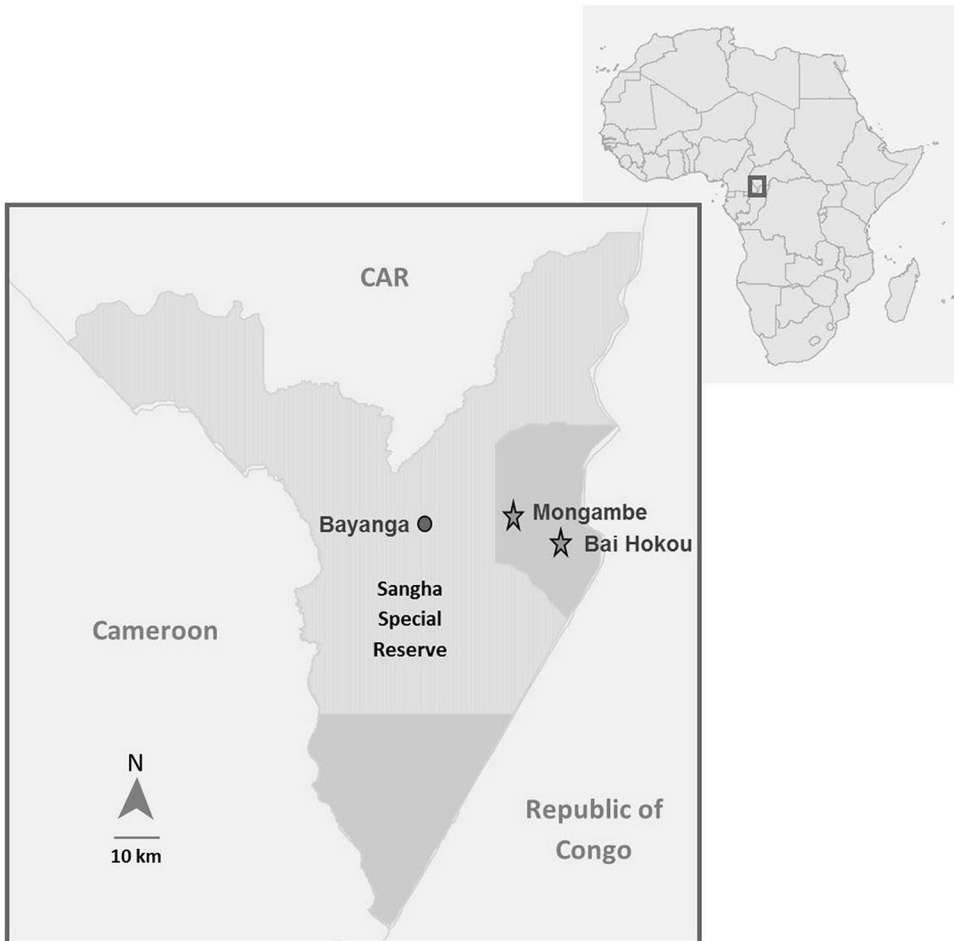 CAR
Mongambe
Bayanga
Bai Hokou
Sangha
Special
Reserve
Cameroon
N
10 km
Republic of
Congo